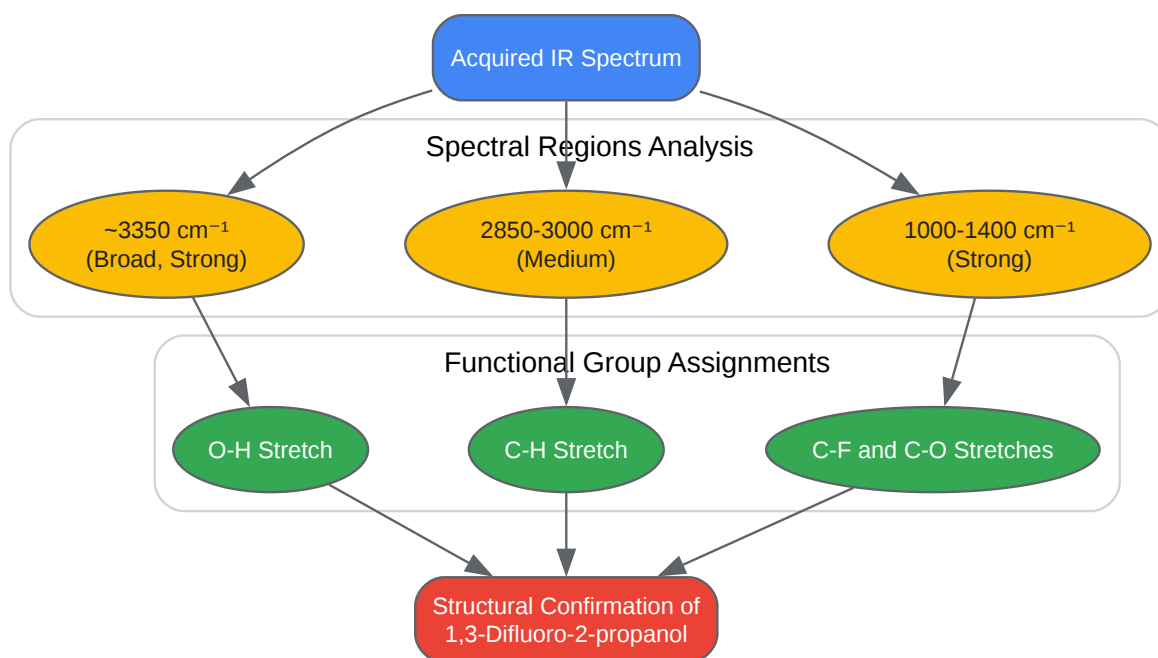 Acquired IR Spectrum
Spectral Regions Analysis
~3350 cm⁻¹
(Broad, Strong)
2850-3000 cm⁻¹
(Medium)
1000-1400 cm⁻¹
(Strong)
Functional Group Assignments
O-H Stretch
C-H Stretch
C-F and C-O Stretches
Structural Confirmation of
1,3-Difluoro-2-propanol